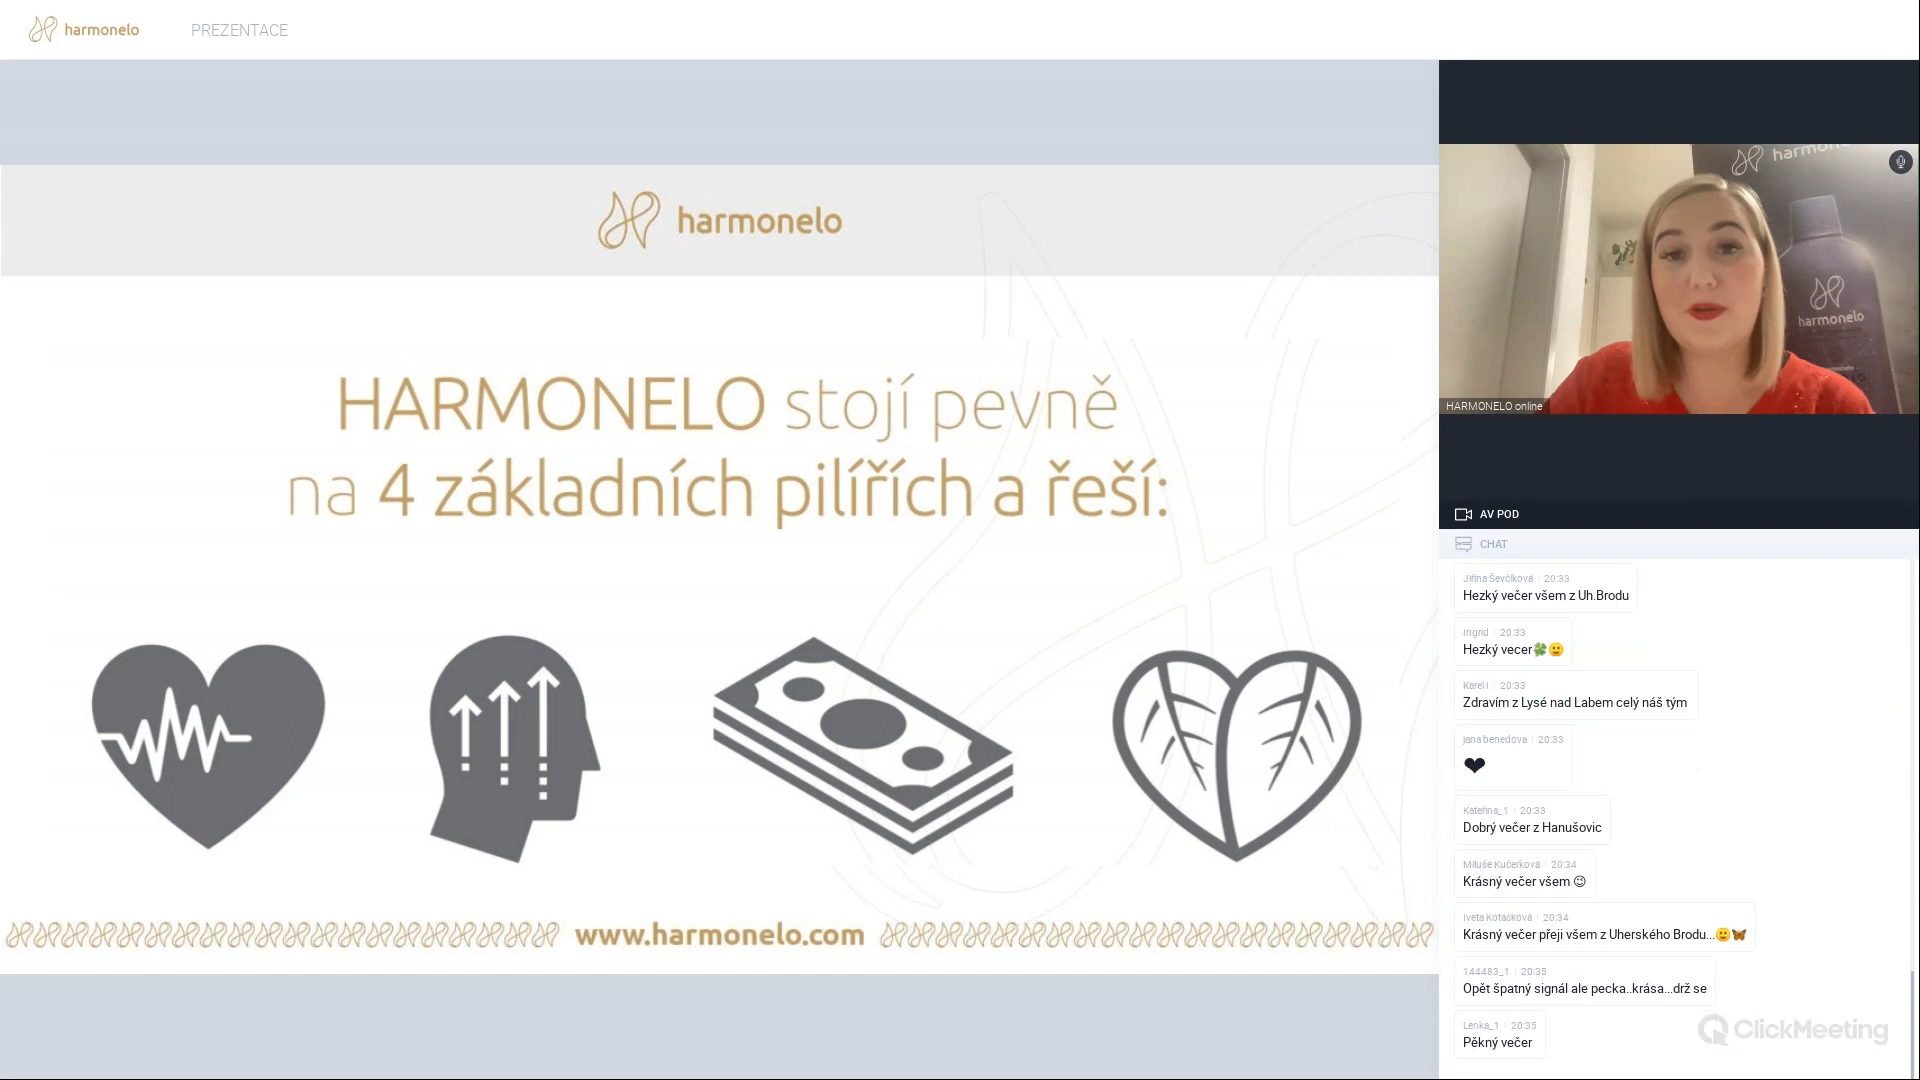 harmonelo
PREZENTACE
harmonelo
HARMONELO stojí pevně
na 4 základních pilířích a řeší:
www.harmonelo.com
harmonelo
harmonelo
HARMONELO online
AV POD
CHAT
Jiřina Ševčíková 20:33
Hezký večer všem z Uh.Brodu
Ingrid 20:33
Hezký vecer🍀🙂
Karel I 20:33
Zdravím z Lysé nad Labem celý náš tým
jana benedova 20:33
❤
Kateřina_1 20:33
Dobrý večer z Hanušovic
Miluše Kučerková 20:34
Krásný večer všem 😉
Iveta Kotásková 20:34
Krásný večer přeji všem z Uherského Brodu...🙂🦋
144483_1 20:35
Opět špatný signál ale pecka..krása...drž se
Lenka_1 20:35
Pěkný večer
ClickMeeting